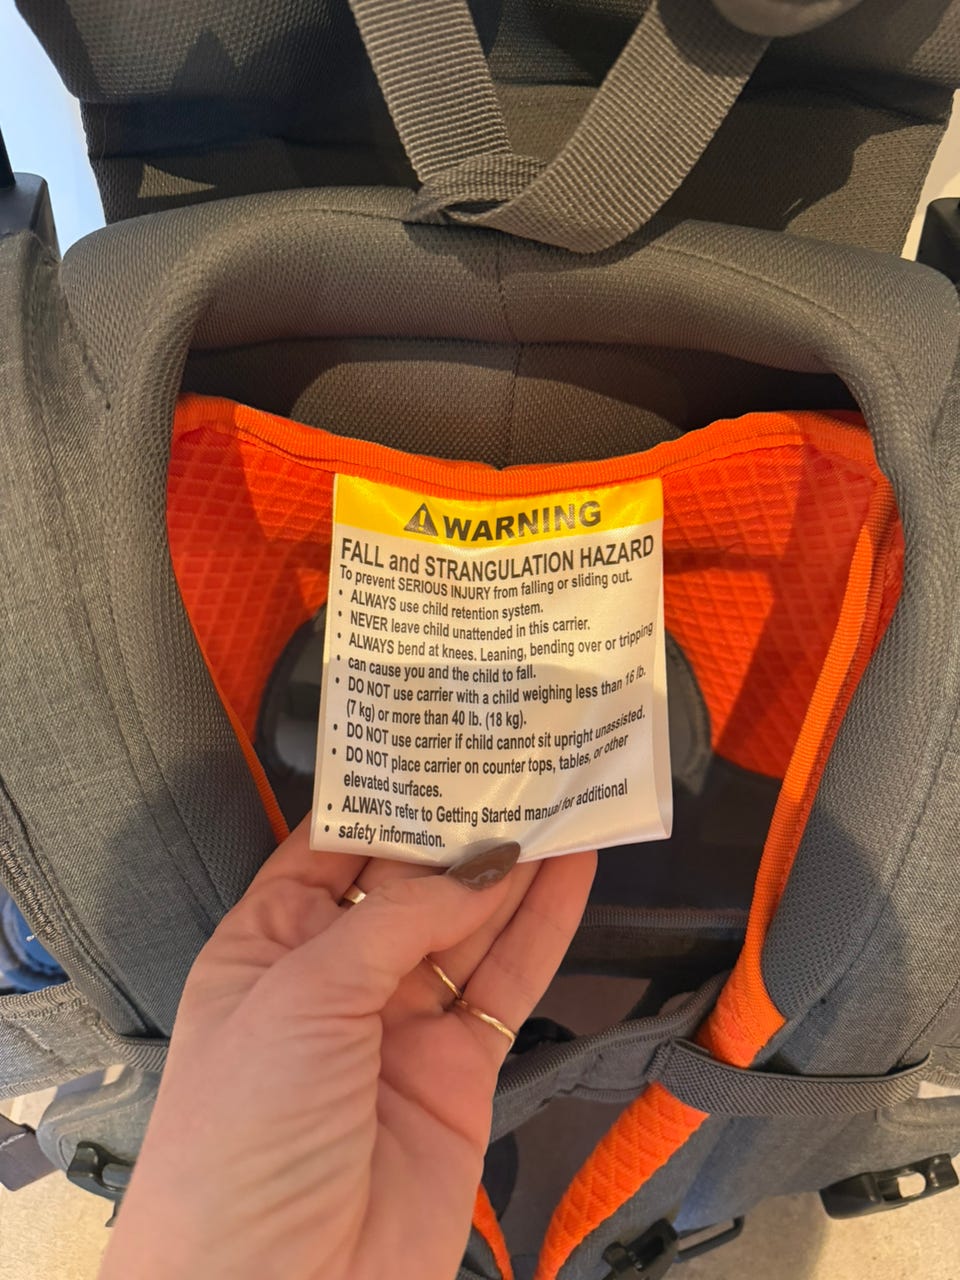 ⚠WARNING
FALL and STRANGULATION HAZARD
To prevent SERIOUS INJURY from falling or sliding out.
• ALWAYS use child retention system.
• NEVER leave child unattended in this carrier.
• ALWAYS bend at knees. Leaning, bending over or tripping
• can cause you and the child to fall.
• DO NOT use carrier with a child weighing less than 16 lb.
(7 kg) or more than 40 lb. (18 kg).
• DO NOT use carrier if child cannot sit upright unassisted.
• DO NOT place carrier on counter tops, tables, or other
elevated surfaces.
• ALWAYS refer to Getting Started manual for additional
• safety information.